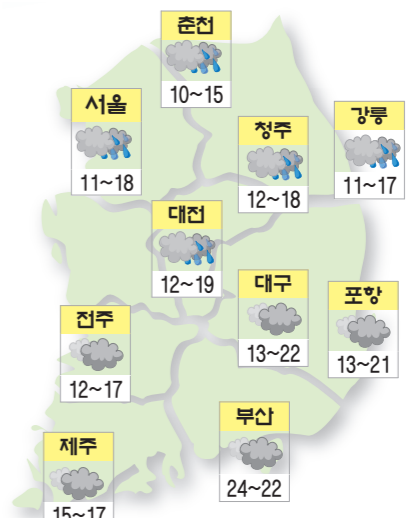 춘천
10~15
서울
11~18
청주
12~18
강릉
11~17
대전
12~19
대구
13~22
포항
13~21
전주
12~17
부산
24~22
제주
15~17